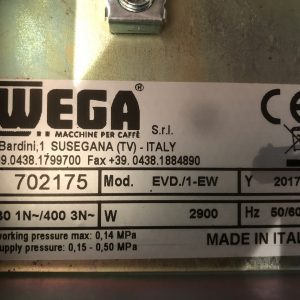 WEGA
MACCHINE PER CAFFÈ S.r.l.
Bardini,1 SUSEGANA (TV) - ITALY
39.0438.1799700 Fax +39. 0438.1884890
702175 Mod. EVD./1-EW Y 2017
30 1N~/400 3N~ W 2900 Hz 50/60
working pressure max: 0,14 MPa
supply pressure: 0,15 - 0,50 MPa MADE IN ITAL
CE